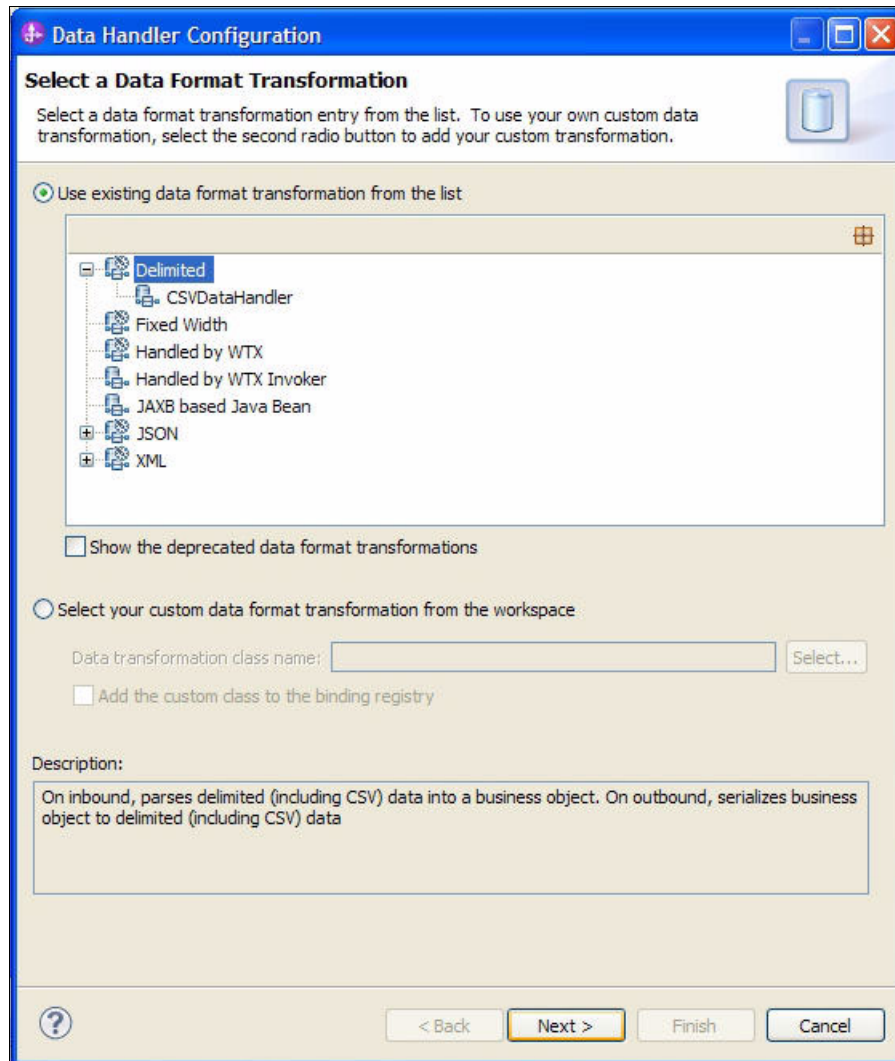 Data Handler Configuration
Select a Data Format Transformation
Select a data format transformation entry from the list. To use your own custom data
transformation, select the second radio button to add your custom transformation.
Use existing data format transformation from the list
Delimited
CSVDataHandler
Fixed Width
Handled by WTX
Handled by WTX Invoker
JAXB based Java Bean
JSON
XML
Show the deprecated data format transformations
Select your custom data format transformation from the workspace
Data transformation class name: Select...
Add the custom class to the binding registry
Description:
On inbound, parses delimited (including CSV) data into a business object. On outbound, serializes business
object to delimited (including CSV) data
? < Back Next > Finish Cancel